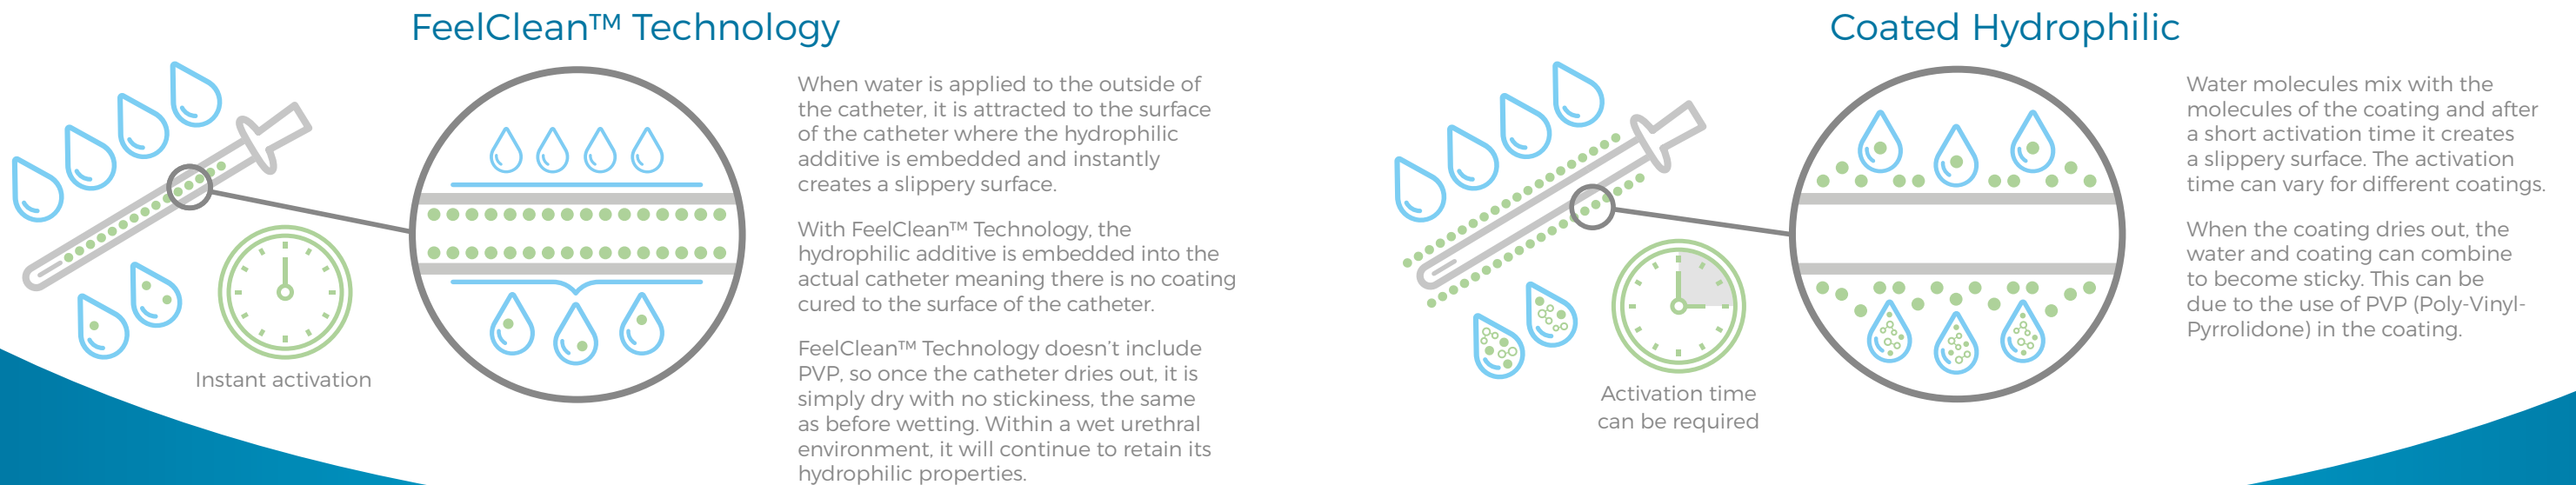 FeelClean™ Technology
When water is applied to the outside of
the catheter, it is attracted to the surface
of the catheter where the hydrophilic
additive is embedded and instantly
creates a slippery surface.
With FeelClean™ Technology, the
hydrophilic additive is embedded into the
actual catheter meaning there is no coating
cured to the surface of the catheter.
FeelClean™ Technology doesn't include
PVP, so once the catheter dries out, it is
simply dry with no stickiness, the same
as before wetting. Within a wet urethral
environment, it will continue to retain its
hydrophilic properties.
Instant activation
Coated Hydrophilic
Water molecules mix with the
molecules of the coating and after
a short activation time it creates
a slippery surface. The activation
time can vary for different coatings.
When the coating dries out, the
water and coating can combine
to become sticky. This can be
due to the use of PVP (Poly-Vinyl-
Pyrrolidone) in the coating.
Activation time
can be required